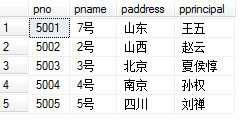 pno pname paddress pprincipal
1 5001 7号 山东 王五
2 5002 2号 山西 赵云
3 5003 3号 北京 夏侯惇
4 5004 4号 南京 孙权
5 5005 5号 四川 刘禅